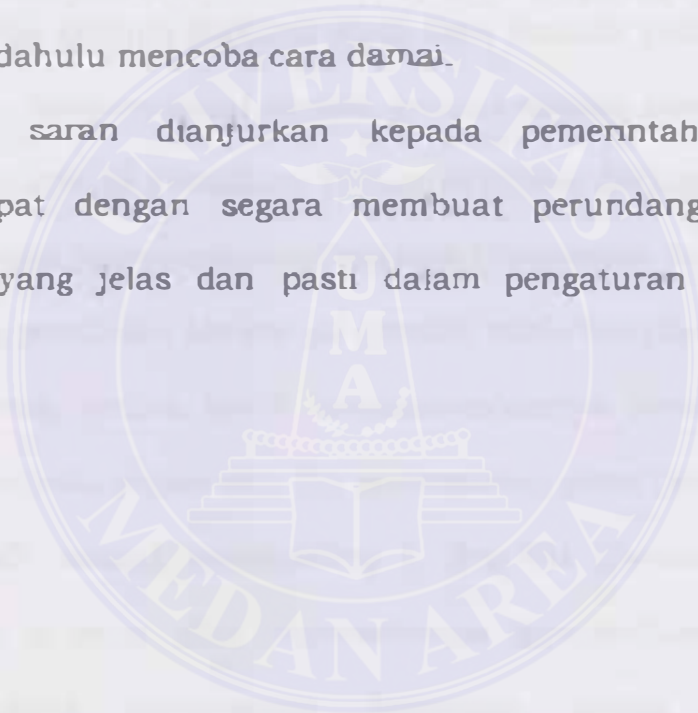 dahulu mencoba cara damai.
saran dianjurkan kepada pemerintah
pat dengan segara membuat perundang
yang jelas dan pasti dalam pengaturan
UNIVERSITAS
UMA
MEDAN AREA